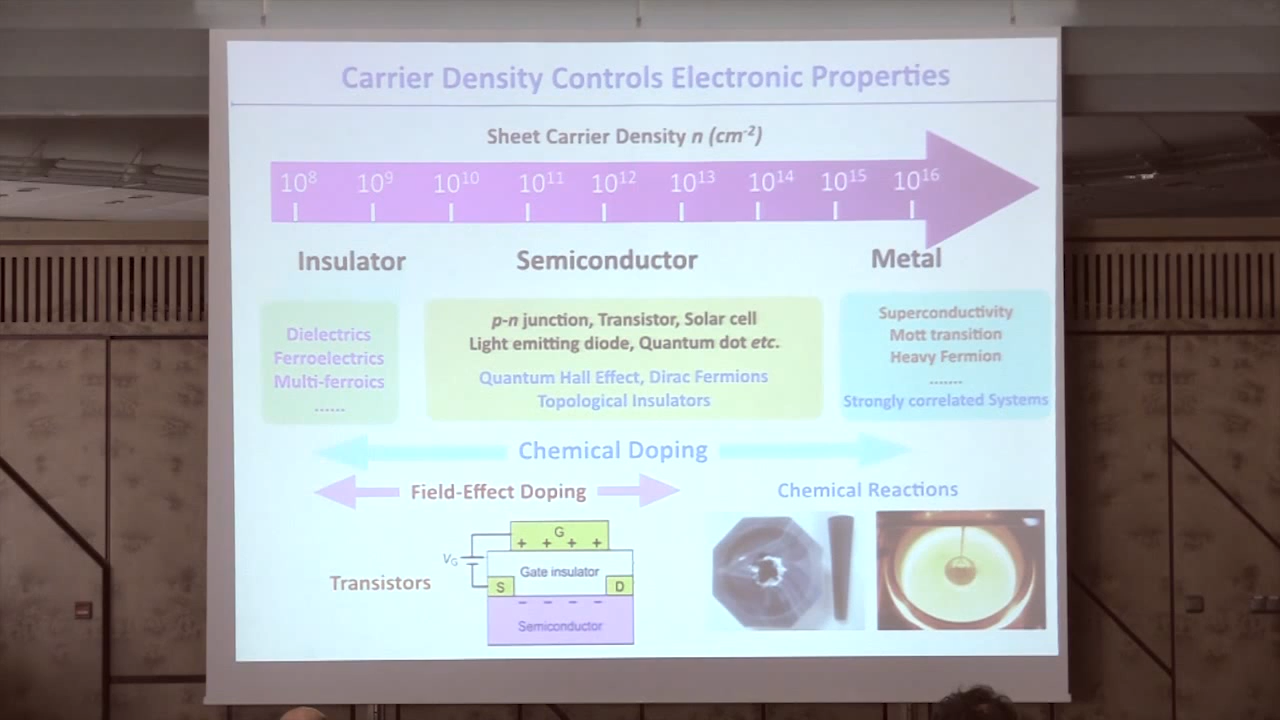 Carrier Density Controls Electronic Properties
Sheet Carrier Density n (cm⁻²)
10⁸ 10⁹ 10¹⁰ 10¹¹ 10¹² 10¹³ 10¹⁴ 10¹⁵ 10¹⁶
Insulator Semiconductor Metal
Dielectrics
Ferroelectrics
Multi-ferroics
......
p-n junction, Transistor, Solar cell
Light emitting diode, Quantum dot etc.
Quantum Hall Effect, Dirac Fermions
Topological Insulators
Superconductivity
Mott transition
Heavy Fermion
.......
Strongly correlated Systems
Chemical Doping
Field-Effect Doping
Chemical Reactions
Transistors
G
+ + + +
VG
Gate insulator
S D
- - - -
Semiconductor